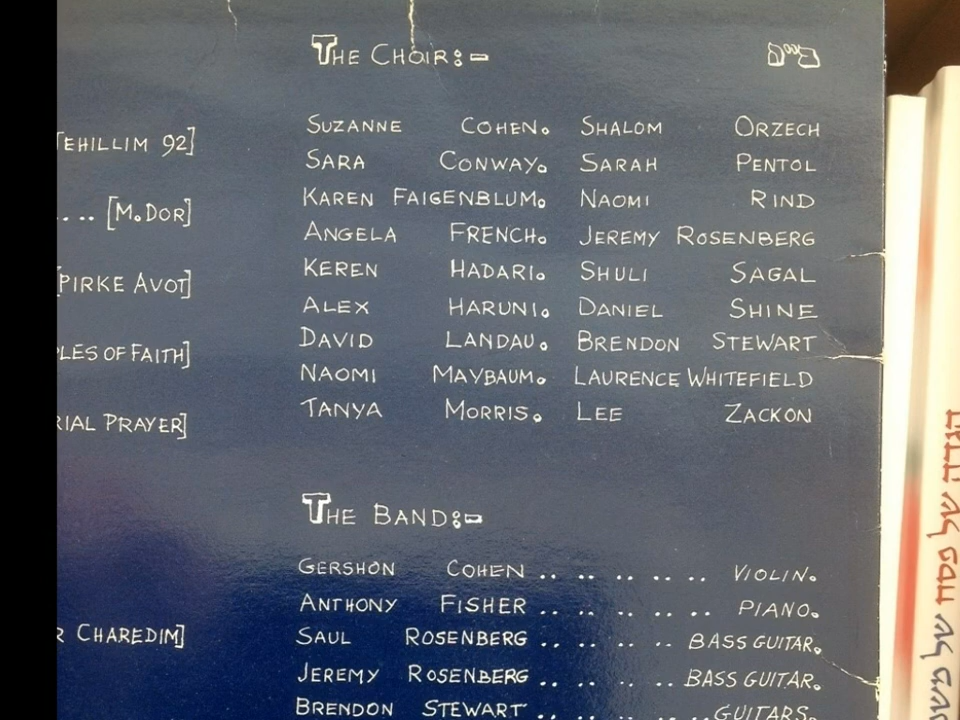 THE CHOIR:-
TEHILLIM 92]
SUZANNE COHEN. SHALOM ORZECH
SARA CONWAY. SARAH PENTOL
KAREN FAIGENBLUM. NAOMI RIND
.. .. [M.DOR]
ANGELA FRENCH. JEREMY ROSENBERG
KEREN HADARI. SHULI SAGAL
[PIRKE AVOT]
ALEX HARUNI. DANIEL SHINE
DAVID LANDAU. BRENDON STEWART
OF FAITH]
NAOMI MAYBAUM. LAURENCE WHITEFIELD
TANYA MORRIS. LEE ZACKON
PRAYER]
THE BAND:-
GERSHON COHEN .. .. .. .. .. VIOLIN.
ANTHONY FISHER .. .. .. .. .. PIANO.
CHAREDIM]
SAUL ROSENBERG .. .. .. .. BASS GUITAR.
JEREMY ROSENBERG .. .. .. .. BASS GUITAR.
BRENDON STEWART .. .. .. .. GUITARS.
של פסח